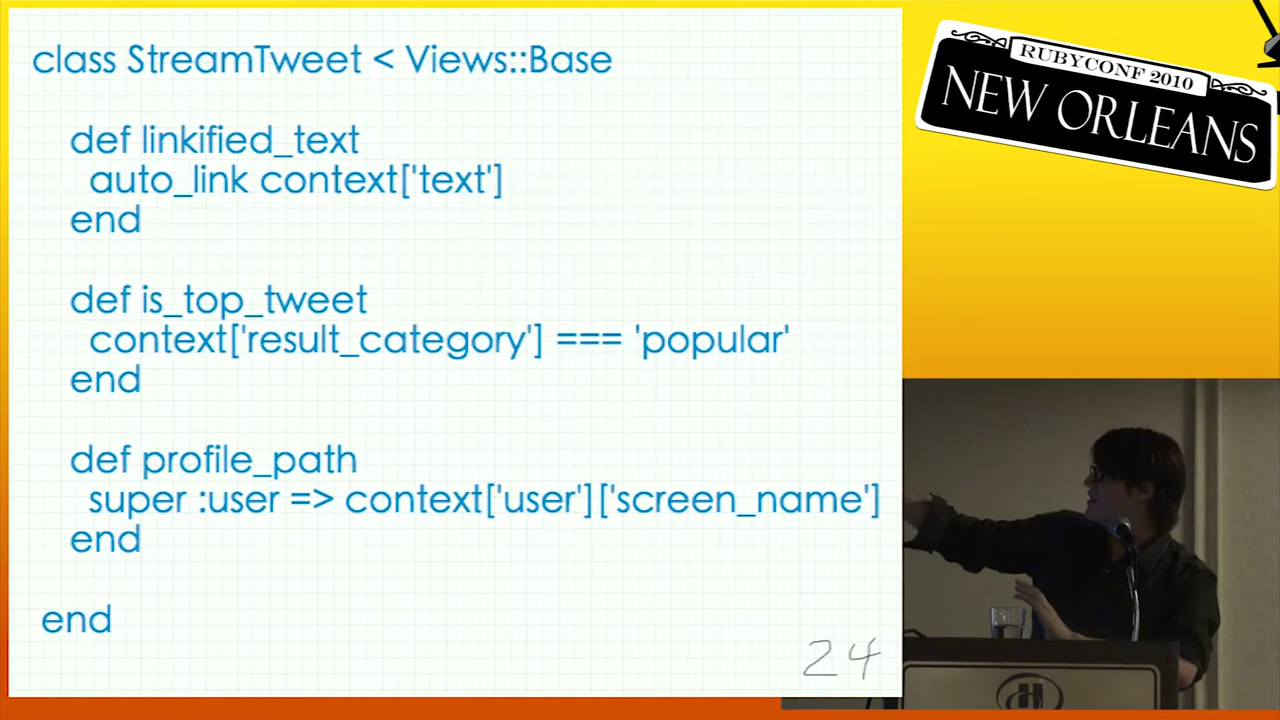 class StreamTweet < Views::Base
def linkified_text
auto_link context['text']
end
def is_top_tweet
context['result_category'] === 'popular'
end
def profile_path
super :user => context['user']['screen_name']
end
end
24
RUBYCONF 2010
NEW ORLEANS